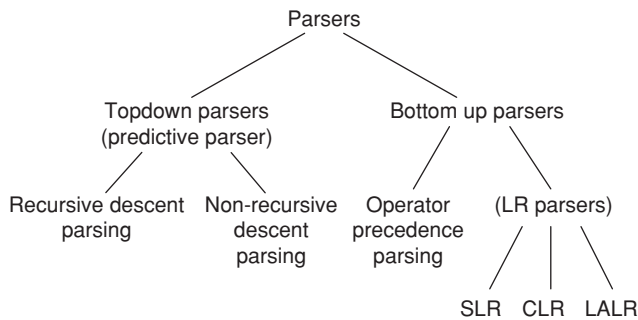 Parsers
Topdown parsers
(predictive parser)
Bottom up parsers
Recursive descent
parsing
Non-recursive
descent
parsing
Operator
precedence
parsing
(LR parsers)
SLR
CLR
LALR